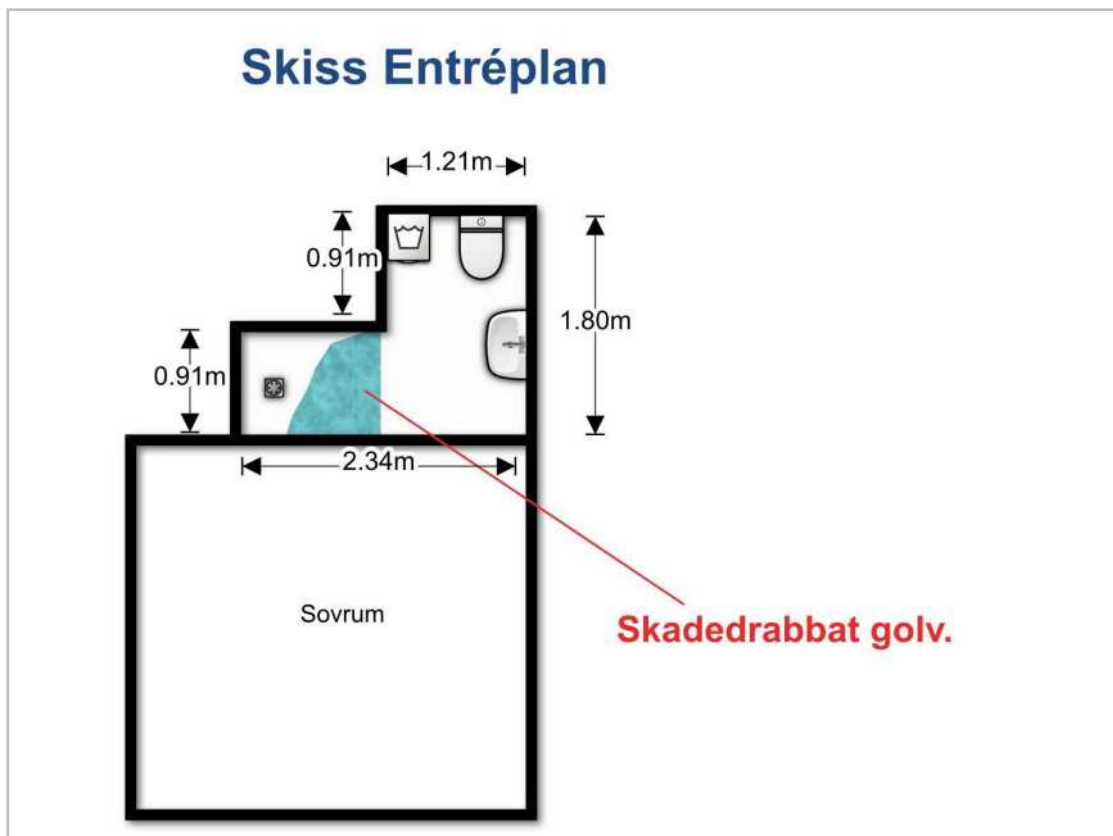 Skiss Entréplan
1.21m
0.91m
1.80m
0.91m
2.34m
Sovrum
Skadedrabbat golv.